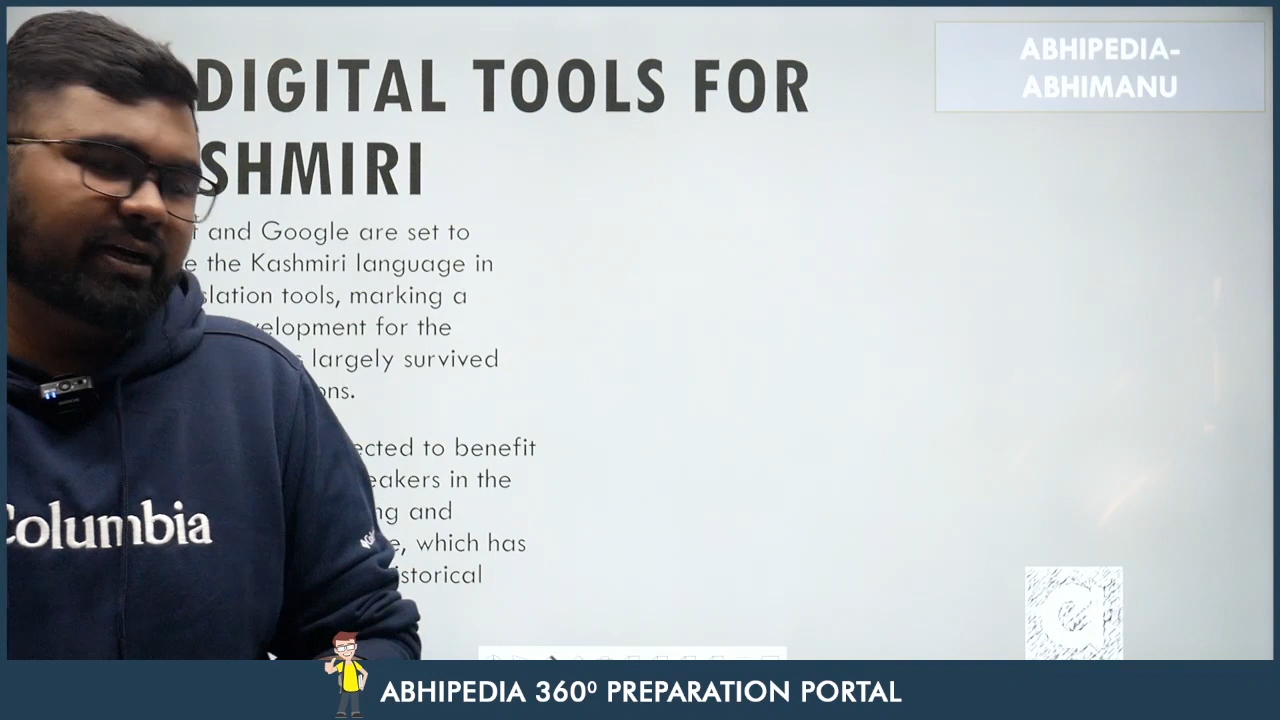 DIGITAL TOOLS FOR
SHMIRI
and Google are set to
the Kashmiri language in
slation tools, marking a
velopment for the
largely survived
ons.
ected to benefit
eakers in the
ng and
which has
istorical
ABHIPEDIA-
ABHIMANU
Columbia
ABHIPEDIA 360⁰ PREPARATION PORTAL